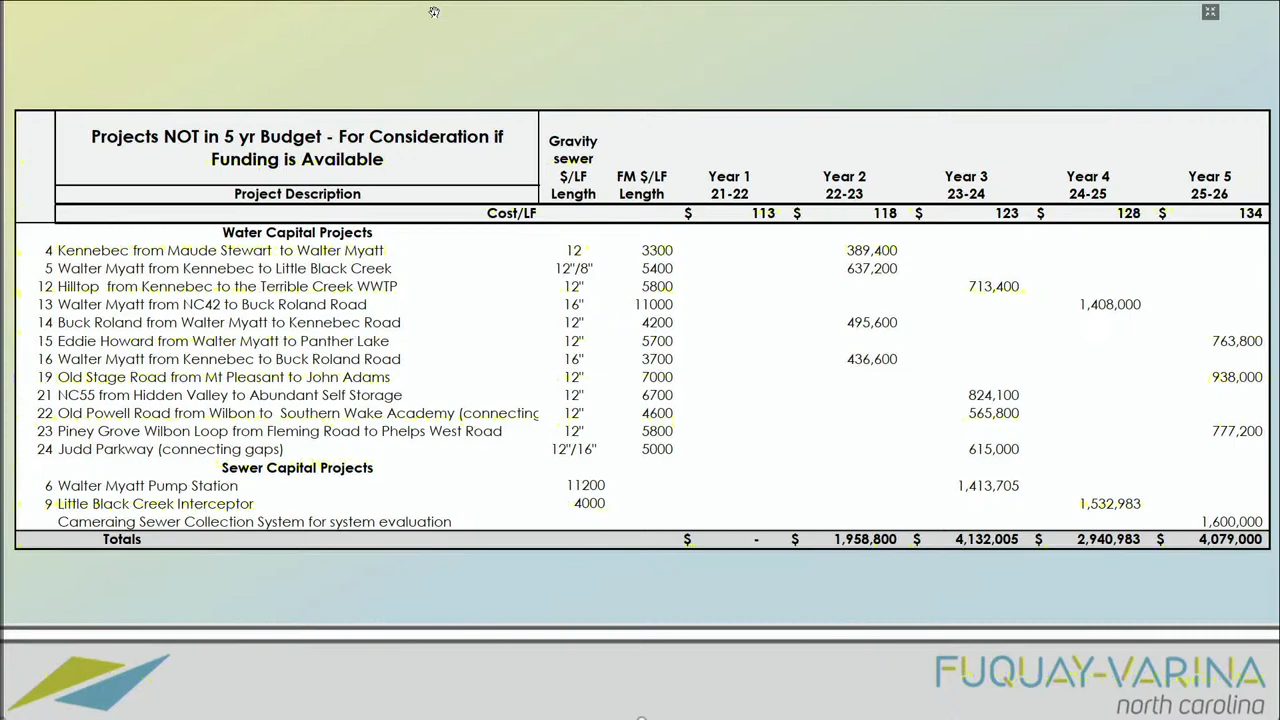 Projects NOT in 5 yr Budget - For Consideration if
Funding is Available
Project Description
Gravity
sewer
$/LF
Length
FM $/LF
Length
Year 1
21-22
Year 2
22-23
Year 3
23-24
Year 4
24-25
Year 5
25-26
Cost/LF $ 113 $ 118 $ 123 $ 128 $ 134
Water Capital Projects
4 Kennebec from Maude Stewart to Walter Myatt 12 3300 389,400
5 Walter Myatt from Kennebec to Little Black Creek 12"/8" 5400 637,200
12 Hilltop from Kennebec to the Terrible Creek WWTP 12" 5800 713,400
13 Walter Myatt from NC42 to Buck Roland Road 16" 11000 1,408,000
14 Buck Roland from Walter Myatt to Kennebec Road 12" 4200 495,600
15 Eddie Howard from Walter Myatt to Panther Lake 12" 5700 763,800
16 Walter Myatt from Kennebec to Buck Roland Road 16" 3700 436,600
19 Old Stage Road from Mt Pleasant to John Adams 12" 7000 938,000
21 NC55 from Hidden Valley to Abundant Self Storage 12" 6700 824,100
22 Old Powell Road from Wilbon to Southern Wake Academy (connecting 12" 4600 565,800
23 Piney Grove Wilbon Loop from Fleming Road to Phelps West Road 12" 5800 777,200
24 Judd Parkway (connecting gaps) 12"/16" 5000 615,000
Sewer Capital Projects
6 Walter Myatt Pump Station 11200 1,413,705
9 Little Black Creek Interceptor 4000 1,532,983
Cameraing Sewer Collection System for system evaluation 1,600,000
Totals $ - $ 1,958,800 $ 4,132,005 $ 2,940,983 $ 4,079,000
FUQUAY-VARINA
north carolina